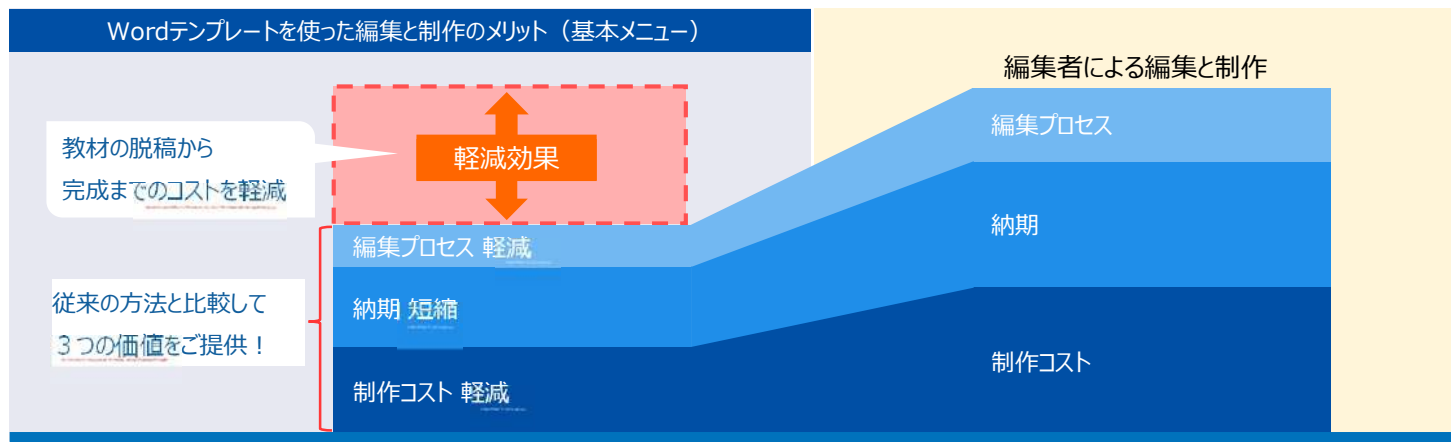 Wordテンプレートを使った編集と制作のメリット（基本メニュー）
編集者による編集と制作
教材の脱稿から
完成までのコストを軽減
軽減効果
編集プロセス
納期
制作コスト
従来の方法と比較して
３つの価値をご提供！
編集プロセス 軽減
納期 短縮
制作コスト 軽減